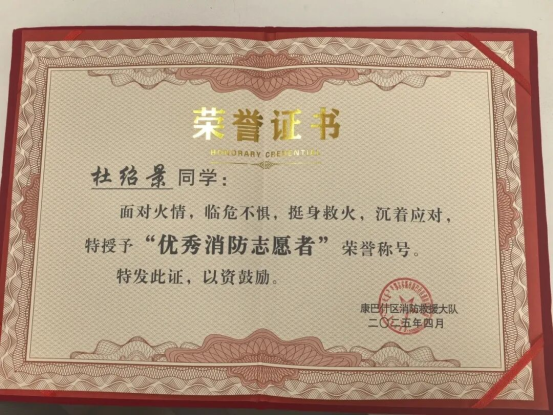 荣誉证书
HONORARY CREDENTIAL
杜绍景同学：
面对火情，临危不惧，挺身救火，沉着应对，
特授予“优秀消防志愿者”荣誉称号。
特发此证，以资鼓励。
康巴什区消防救援大队
二〇二五年四月